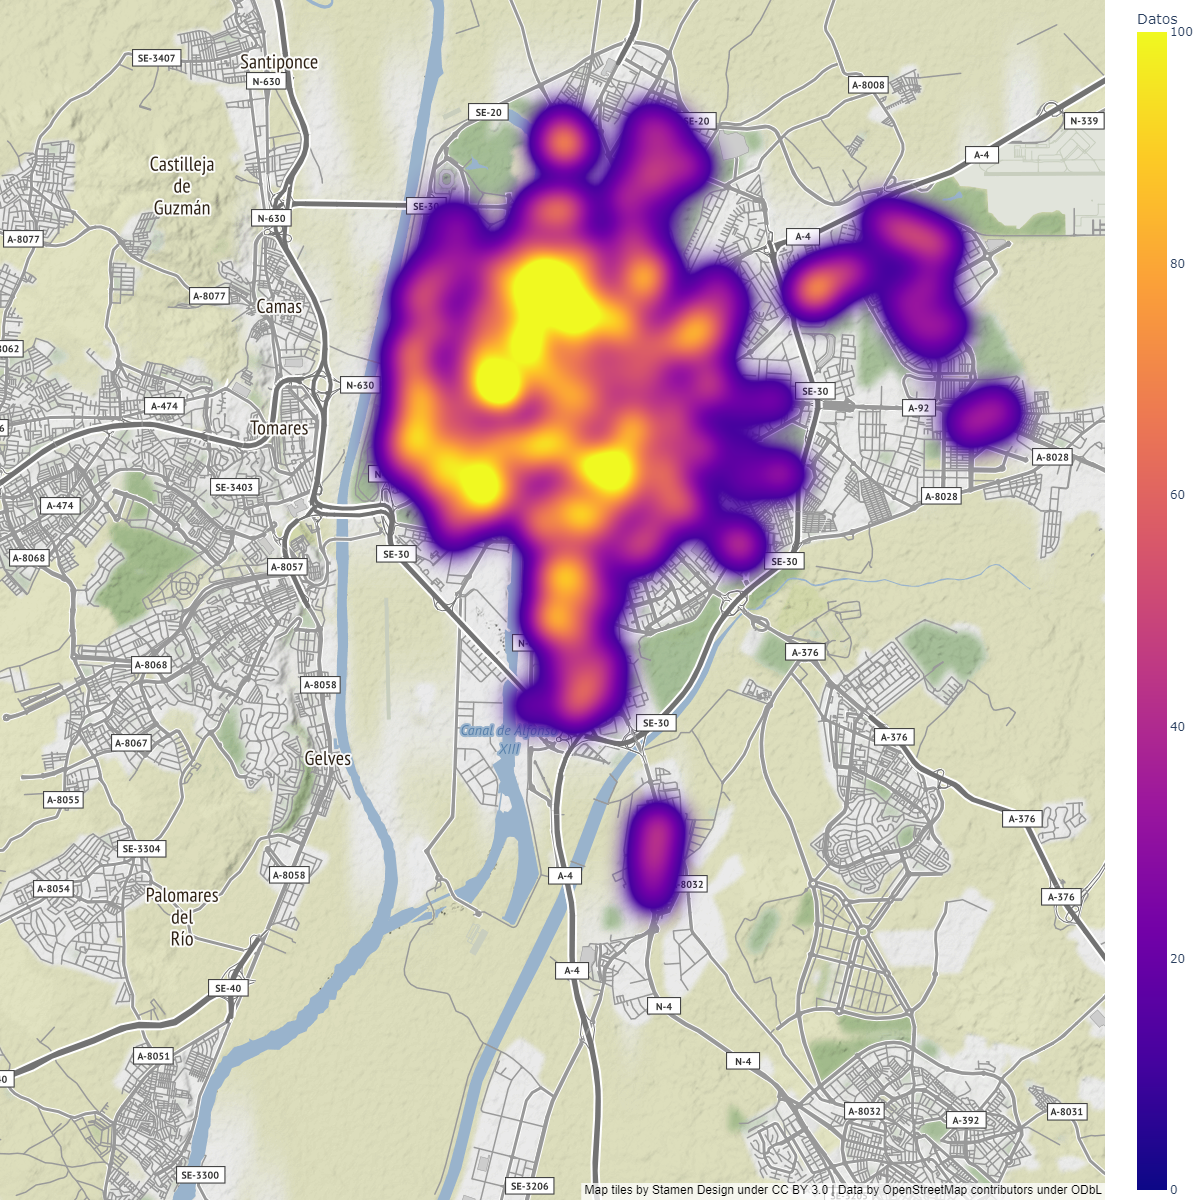 Datos
100
80
60
40
20
0
Santiponce
SE-3407
N-630
SE-20
SE-20
A-8008
N-339
A-4
Castilleja
de
Guzmán
SE-30
N-630
A-8077
A-4
A-8077
Camas
8062
N-630
SE-30
A-474
A-92
Tomares
A-8028
SE-3403
A-8028
A-474
SE-30
A-8068
A-8057
SE-30
A-8068
A-376
A-8058
SE-30
Canal de Alfonso
XIII
A-376
A-8067
Gelves
A-8055
A-376
SE-3304
A-4
A-8058
-8032
A-8054
Palomares
del
Río
A-376
A-4
SE-40
N-4
A-8051
N-4
40
A-8032
A-392
A-8031
SE-3300
SE-3206
Map tiles by Stamen Design under CC BY 3.0 | Data by OpenStreetMap contributors under ODbL